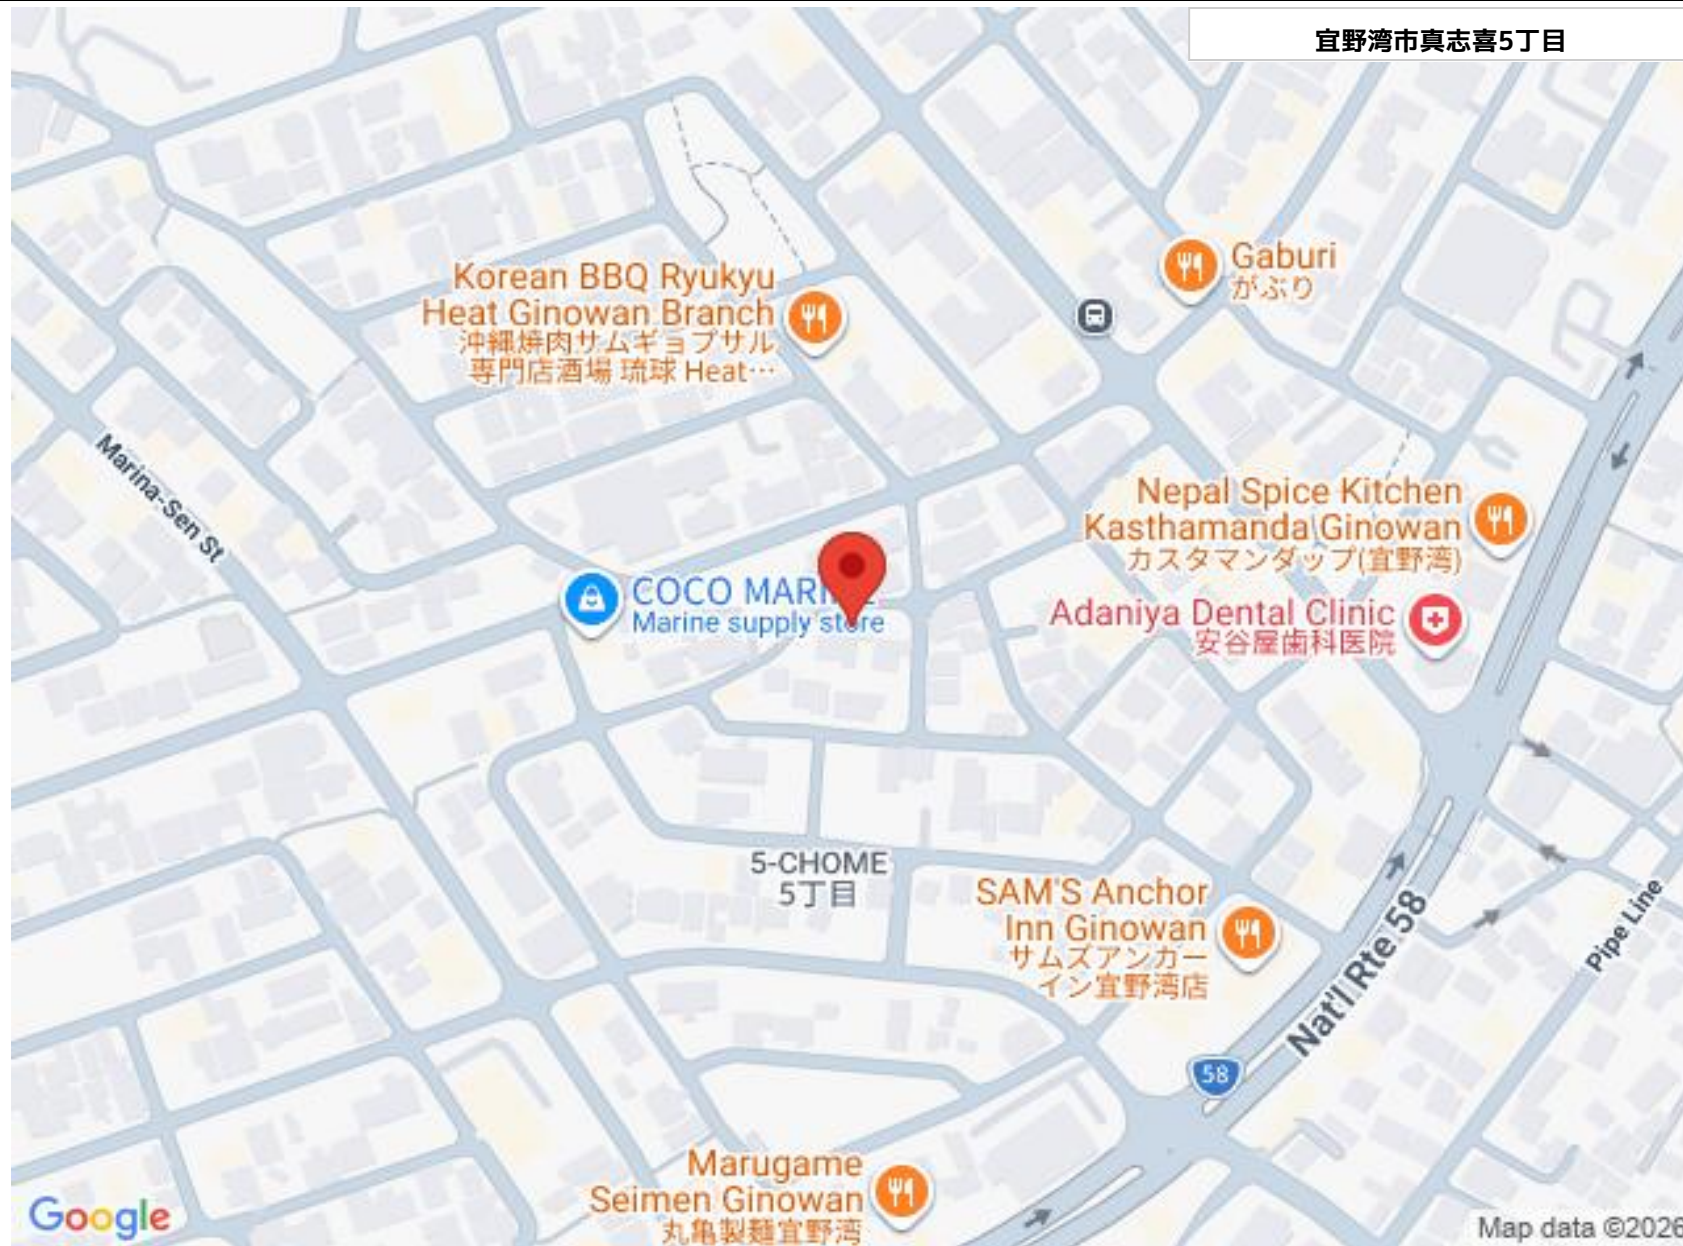 宜野湾市真志喜5丁目
Gaburi
がぶり
Korean BBQ Ryukyu
Heat Ginowan Branch
沖縄焼肉サムギョプサル
専門店酒場 琉球 Heat…
Marina-Sen St
Nepal Spice Kitchen
Kasthamanda Ginowan
カスタマンダップ(宜野湾)
COCO MARINE
Marine supply store
Adaniya Dental Clinic
安谷屋歯科医院
5-CHOME
5丁目
SAM'S Anchor
Inn Ginowan
サムズアンカー
イン宜野湾店
Nat'l Rte 58
Pipe Line
58
Marugame
Seimen Ginowan
丸亀製麺宜野湾
Google
Map data ©2026